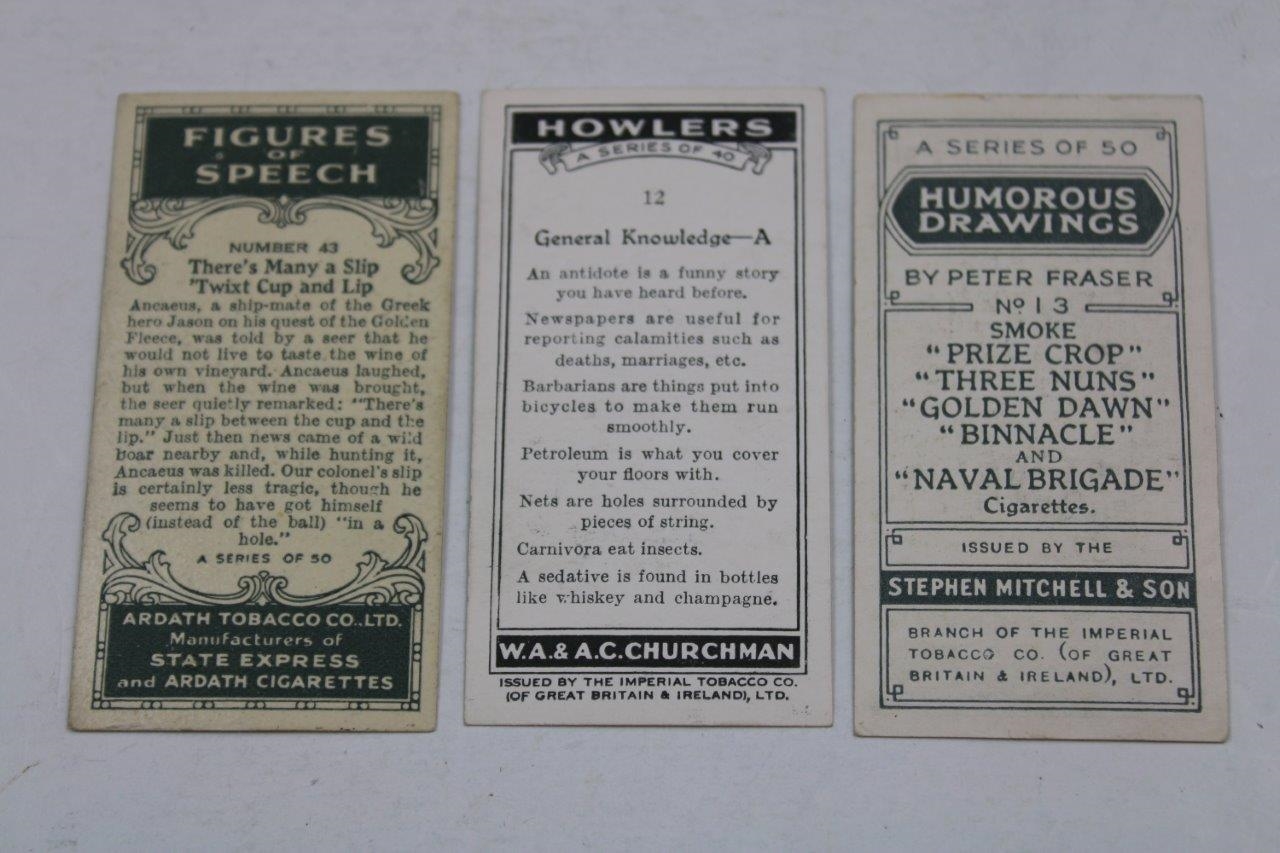 FIGURES
OF
SPEECH
NUMBER 43
There's Many a Slip
'Twixt Cup and Lip
Ancaeus, a ship-mate of the Greek
hero Jason on his quest of the Golden
Fleece, was told by a seer that he
would not live to taste the wine of
his own vineyard. Ancaeus laughed,
but when the wine was brought,
the seer quietly remarked: "There's
many a slip between the cup and the
lip." Just then news came of a wild
boar nearby and, while hunting it,
Ancaeus was killed. Our colonel's slip
is certainly less tragic, though he
seems to have got himself
(instead of the ball) "in a
hole."
A SERIES OF 50
ARDATH TOBACCO CO., LTD.
Manufacturers of
STATE EXPRESS
and ARDATH CIGARETTES
HOWLERS
A SERIES OF 40
12
General Knowledge—A
An antidote is a funny story
you have heard before.
Newspapers are useful for
reporting calamities such as
deaths, marriages, etc.
Barbarians are things put into
bicycles to make them run
smoothly.
Petroleum is what you cover
your floors with.
Nets are holes surrounded by
pieces of string.
Carnivora eat insects.
A sedative is found in bottles
like whiskey and champagne.
W.A. & A.C. CHURCHMAN
ISSUED BY THE IMPERIAL TOBACCO CO.
(OF GREAT BRITAIN & IRELAND), LTD.
A SERIES OF 50
HUMOROUS
DRAWINGS
BY PETER FRASER
Nº 13
SMOKE
"PRIZE CROP"
"THREE NUNS"
"GOLDEN DAWN"
"BINNACLE"
AND
"NAVAL BRIGADE"
Cigarettes.
ISSUED BY THE
STEPHEN MITCHELL & SON
BRANCH OF THE IMPERIAL
TOBACCO CO. (OF GREAT
BRITAIN & IRELAND), LTD.